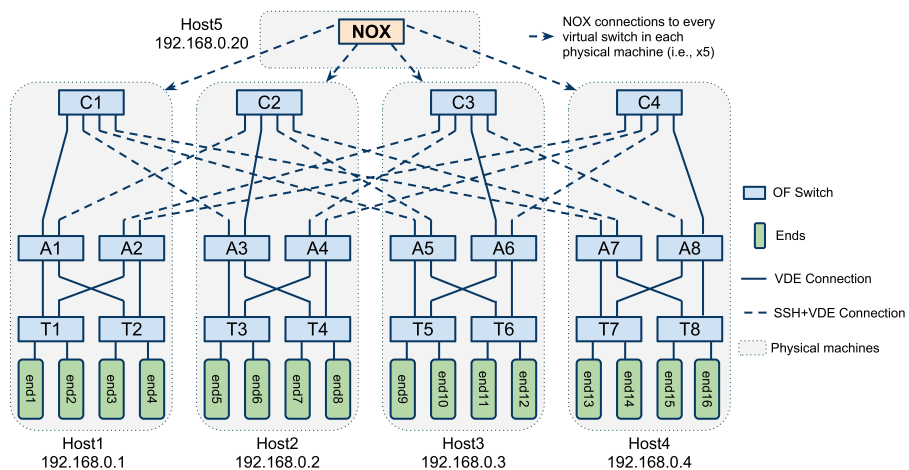 Host5
192.168.0.20
NOX
NOX connections to every
virtual switch in each
physical machine (i.e., x5)
C1
C2
C3
C4
A1
A2
A3
A4
A5
A6
A7
A8
T1
T2
T3
T4
T5
T6
T7
T8
end1
end2
end3
end4
end5
end6
end7
end8
end9
end10
end11
end12
end13
end14
end15
end16
Host1
192.168.0.1
Host2
192.168.0.2
Host3
192.168.0.3
Host4
192.168.0.4
OF Switch
Ends
VDE Connection
SSH+VDE Connection
Physical machines